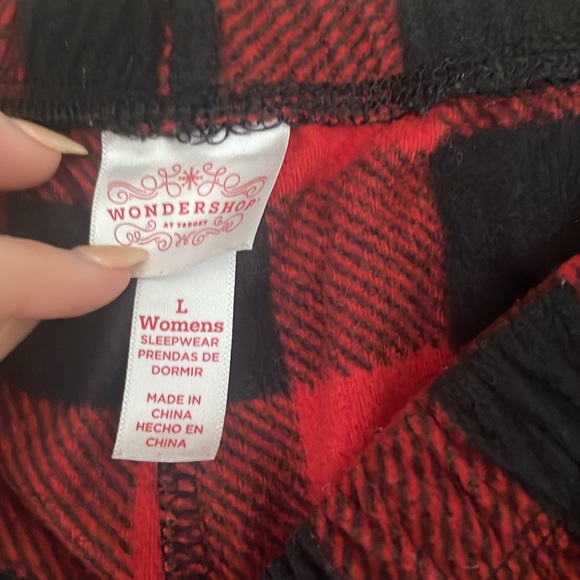 WONDERSHOP
AT TARGET
L
Womens
SLEEPWEAR
PRENDAS DE
DORMIR
MADE IN
CHINA
HECHO EN
CHINA